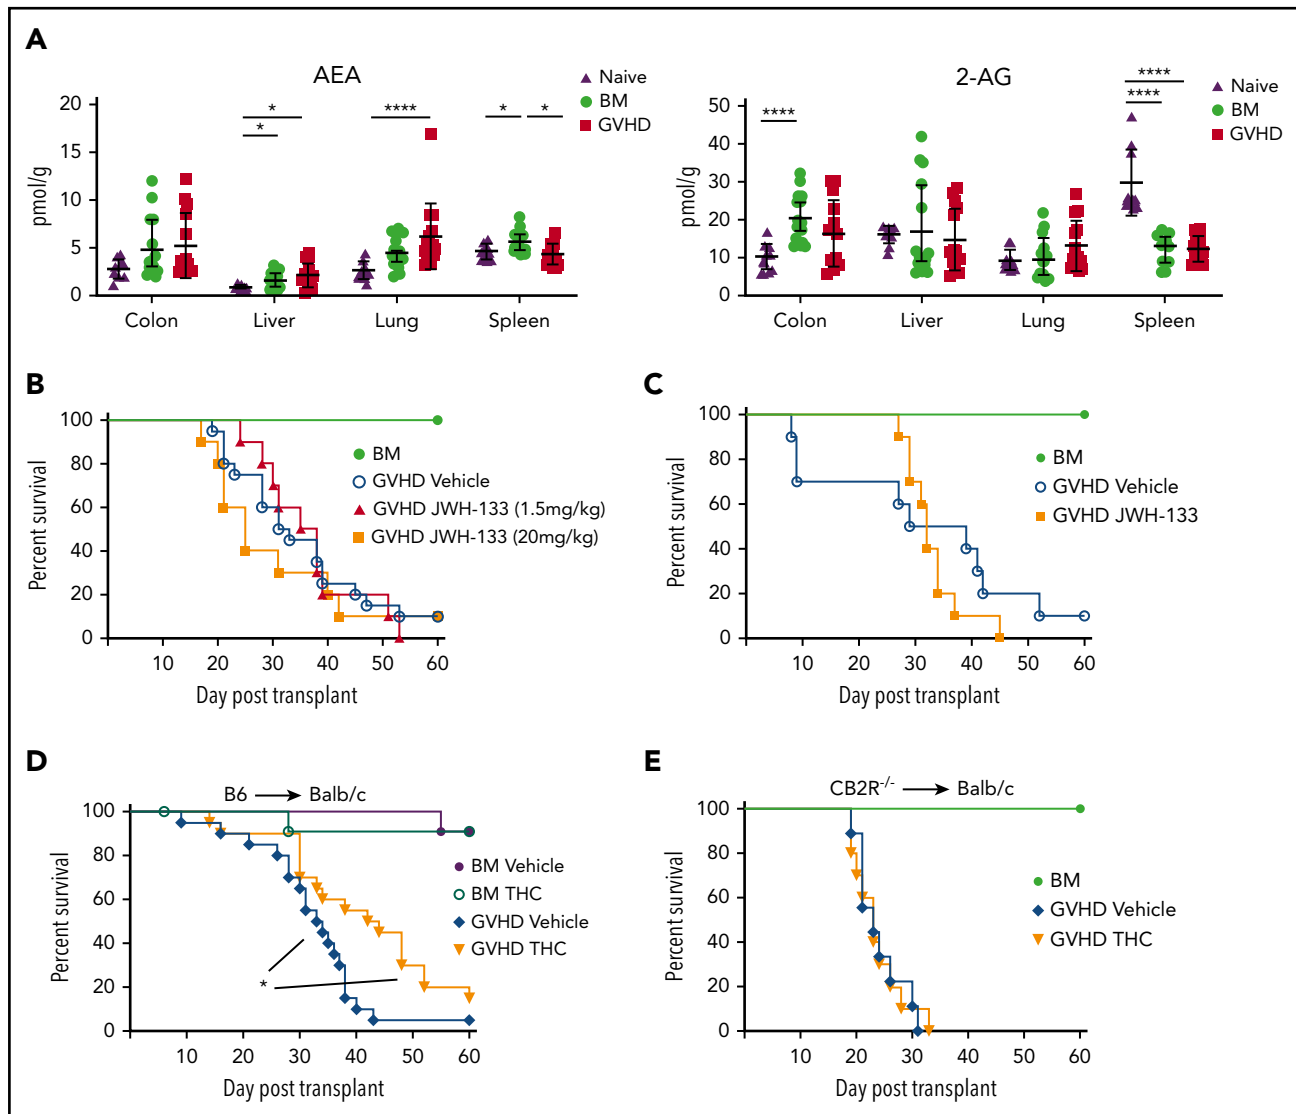 A
AEA
Naive
BM
GVHD
pmol/g
20
15
10
5
0
* * **** * *
Colon Liver Lung Spleen
2-AG
Naive
BM
GVHD
pmol/g
50
40
30
20
10
0
**** **** ****
Colon Liver Lung Spleen
B
Percent survival
100
80
60
40
20
0
10 20 30 40 50 60
Day post transplant
BM
GVHD Vehicle
GVHD JWH-133 (1.5mg/kg)
GVHD JWH-133 (20mg/kg)
C
Percent survival
100
80
60
40
20
0
10 20 30 40 50 60
Day post transplant
BM
GVHD Vehicle
GVHD JWH-133
D
B6 → Balb/c
Percent survival
100
80
60
40
20
0
*
10 20 30 40 50 60
Day post transplant
BM Vehicle
BM THC
GVHD Vehicle
GVHD THC
E
CB2R-/- → Balb/c
Percent survival
100
80
60
40
20
0
10 20 30 40 50 60
Day post transplant
BM
GVHD Vehicle
GVHD THC